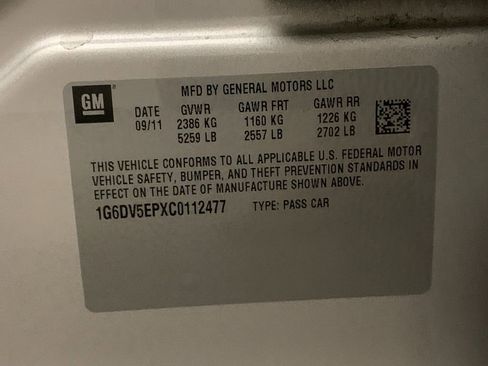 GM
MFD BY GENERAL MOTORS LLC
DATE GVWR GAWR FRT GAWR RR
09/11 2386 KG 1160 KG 1226 KG
5259 LB 2557 LB 2702 LB
THIS VEHICLE CONFORMS TO ALL APPLICABLE U.S. FEDERAL MOTOR
VEHICLE SAFETY, BUMPER, AND THEFT PREVENTION STANDARDS IN
EFFECT ON THE DATE OF MANUFACTURE SHOWN ABOVE.
1G6DV5EPXC0112477 TYPE: PASS CAR